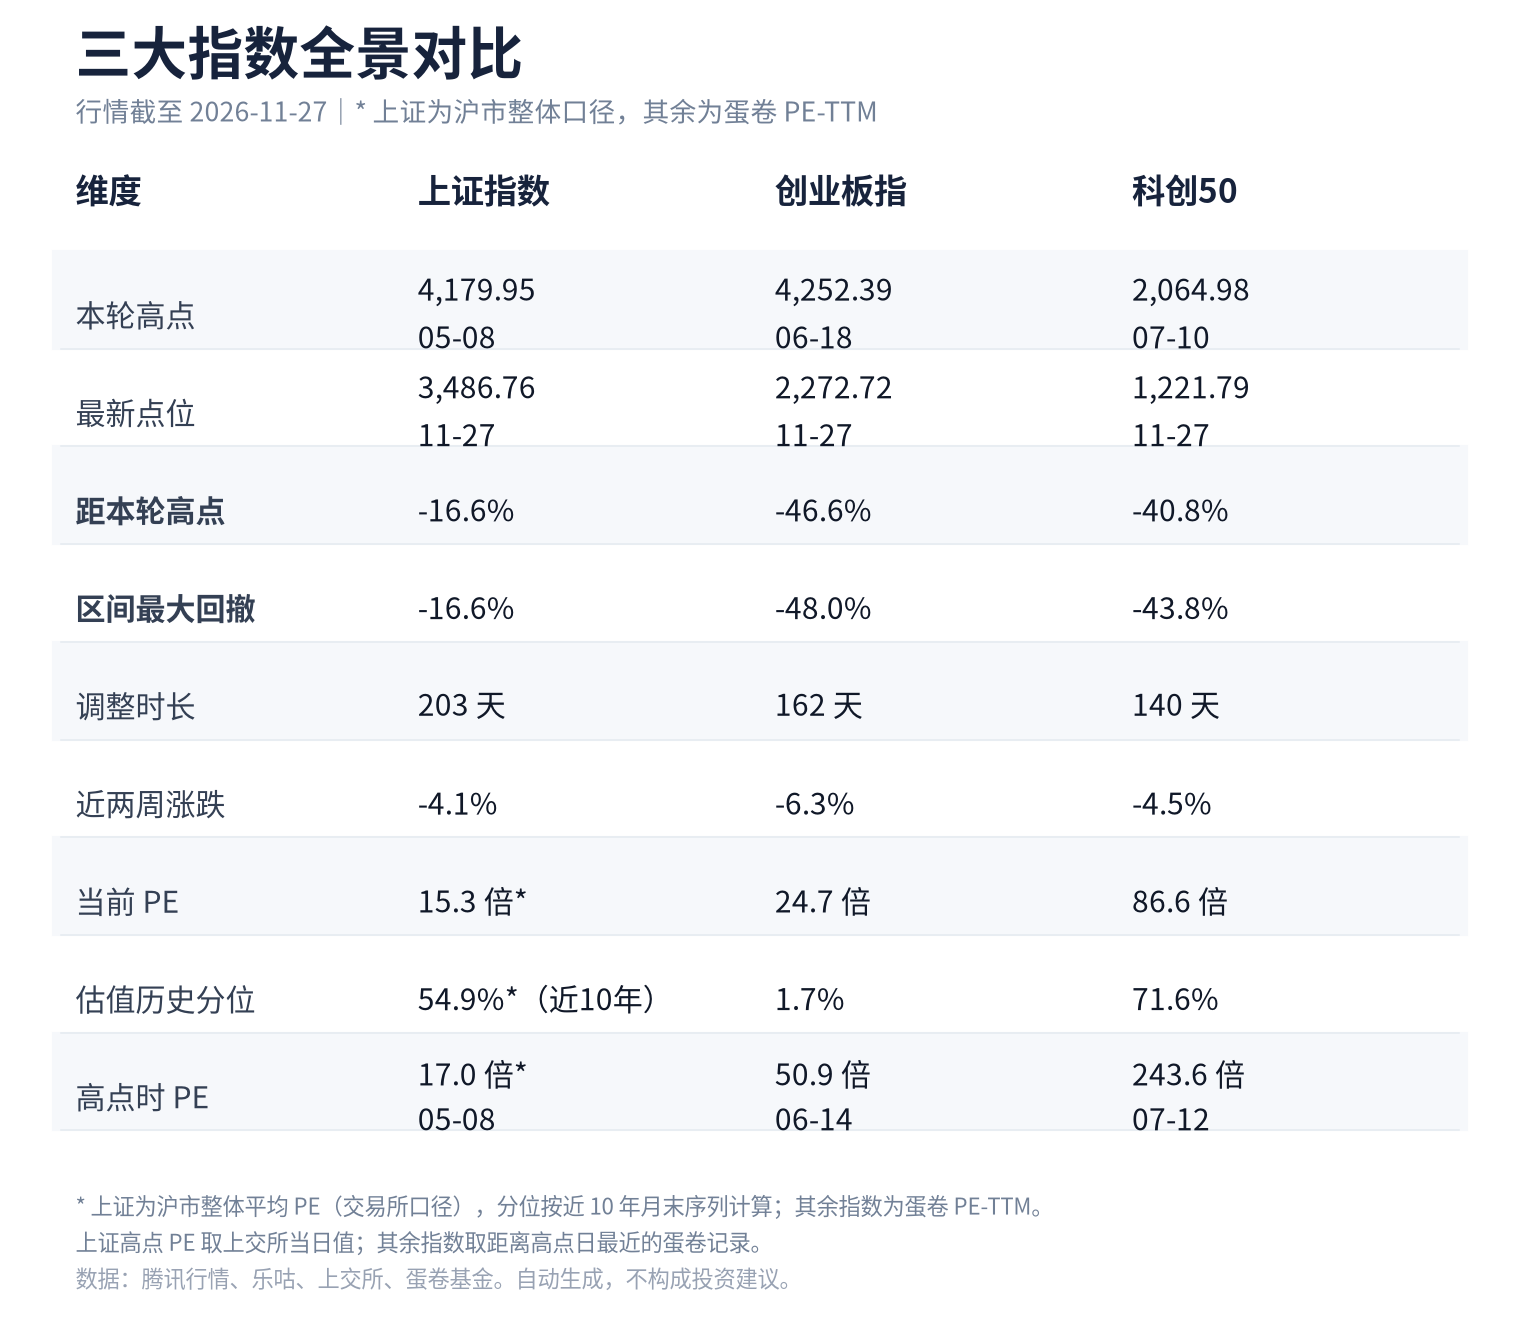 三大指数全景对比
行情截至 2026-11-27｜* 上证为沪市整体口径，其余为蛋卷 PE-TTM
维度 上证指数 创业板指 科创50
本轮高点 4,179.95 4,252.39 2,064.98
05-08 06-18 07-10
最新点位 3,486.76 2,272.72 1,221.79
11-27 11-27 11-27
距本轮高点 -16.6% -46.6% -40.8%
区间最大回撤 -16.6% -48.0% -43.8%
调整时长 203 天 162 天 140 天
近两周涨跌 -4.1% -6.3% -4.5%
当前 PE 15.3 倍* 24.7 倍 86.6 倍
估值历史分位 54.9%*（近10年） 1.7% 71.6%
高点时 PE 17.0 倍* 50.9 倍 243.6 倍
05-08 06-14 07-12
* 上证为沪市整体平均 PE（交易所口径），分位按近 10 年月末序列计算；其余指数为蛋卷 PE-TTM。
上证高点 PE 取上交所当日值；其余指数取距离高点日最近的蛋卷记录。
数据：腾讯行情、乐咕、上交所、蛋卷基金。自动生成，不构成投资建议。